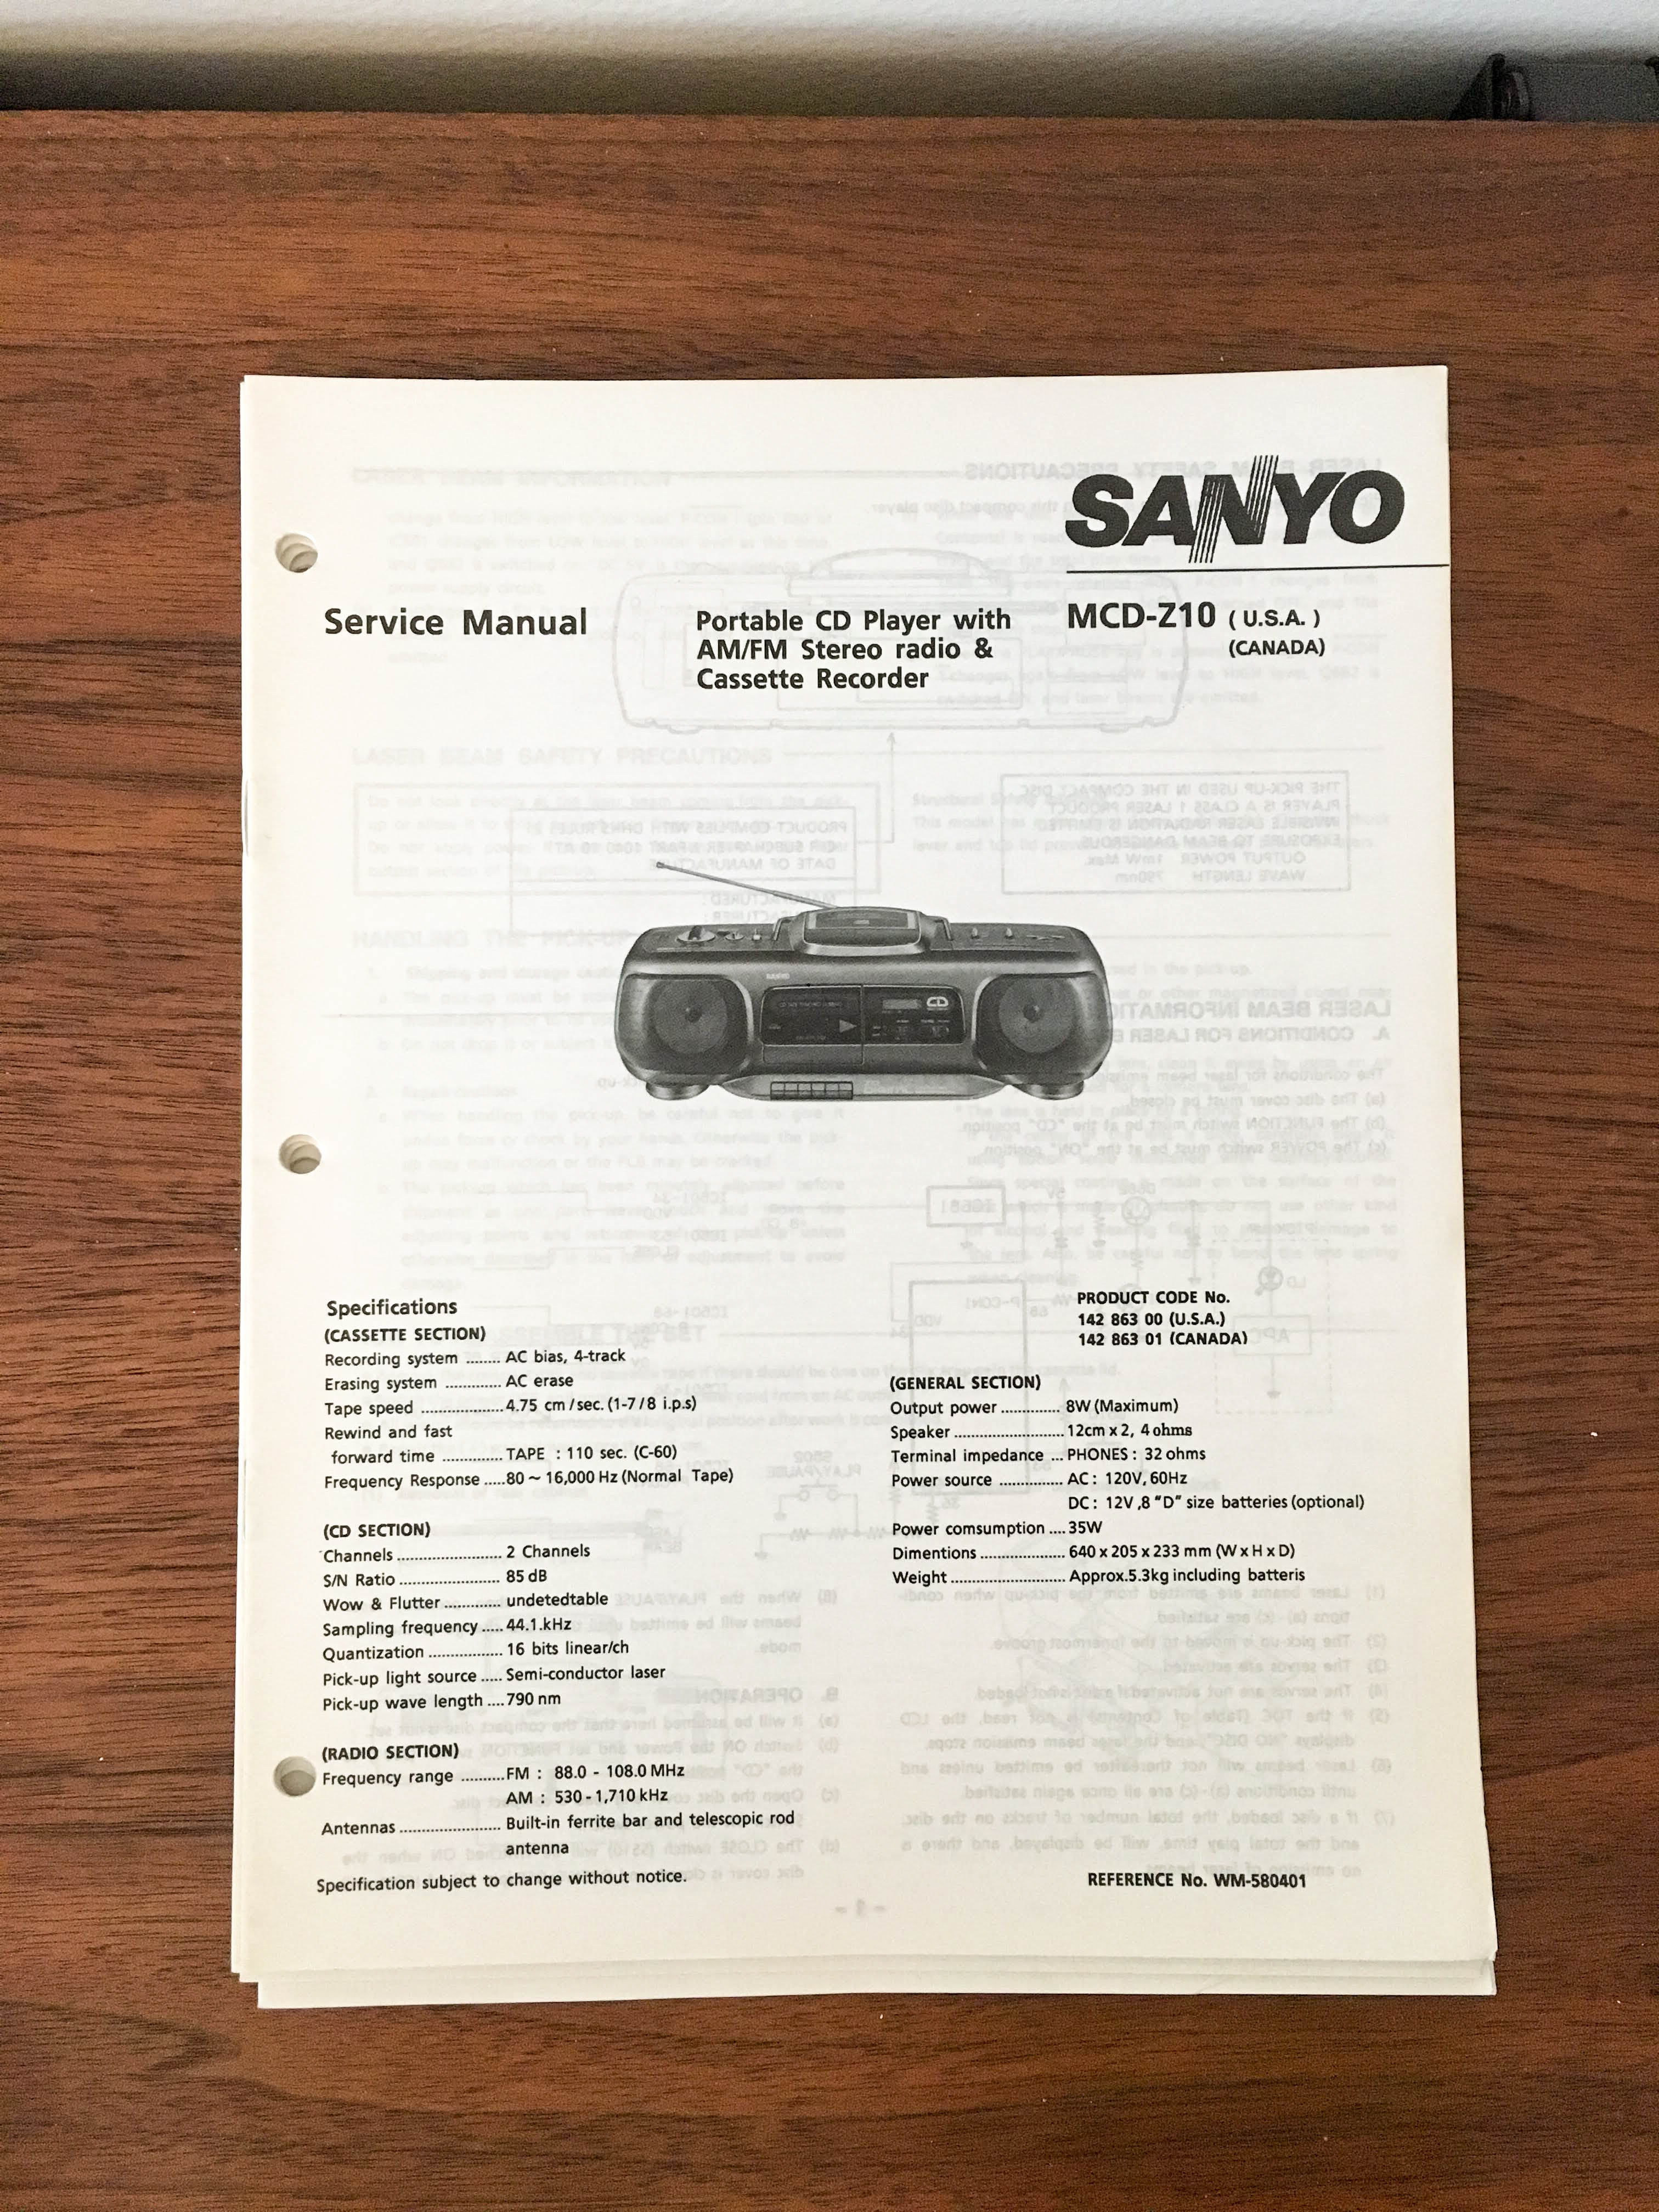 SANYO
Service Manual
Portable CD Player with
AM/FM Stereo radio &
Cassette Recorder
MCD-Z10 ( U.S.A. )
(CANADA)
SANYO
CD
Specifications
(CASSETTE SECTION)
Recording system ........ AC bias, 4-track
Erasing system ............. AC erase
Tape speed ................... 4.75 cm/sec. (1-7/8 i.p.s)
Rewind and fast
forward time .............. TAPE : 110 sec. (C-60)
Frequency Response ..... 80 ~ 16,000 Hz (Normal Tape)
(CD SECTION)
Channels ........................ 2 Channels
S/N Ratio ....................... 85 dB
Wow & Flutter ............. undetedtable
Sampling frequency ..... 44.1.kHz
Quantization ................. 16 bits linear/ch
Pick-up light source ..... Semi-conductor laser
Pick-up wave length .... 790 nm
(RADIO SECTION)
Frequency range .......... FM : 88.0 - 108.0 MHz
AM : 530 - 1,710 kHz
Antennas ....................... Built-in ferrite bar and telescopic rod
antenna
Specification subject to change without notice.
PRODUCT CODE No.
142 863 00 (U.S.A.)
142 863 01 (CANADA)
(GENERAL SECTION)
Output power .............. 8W (Maximum)
Speaker ......................... 12cm x 2, 4 ohms
Terminal impedance ... PHONES : 32 ohms
Power source ............... AC : 120V, 60Hz
DC : 12V ,8 "D" size batteries (optional)
Power comsumption .... 35W
Dimentions .................... 640 x 205 x 233 mm (W x H x D)
Weight ........................... Approx.5.3kg including batteris
REFERENCE No. WM-580401